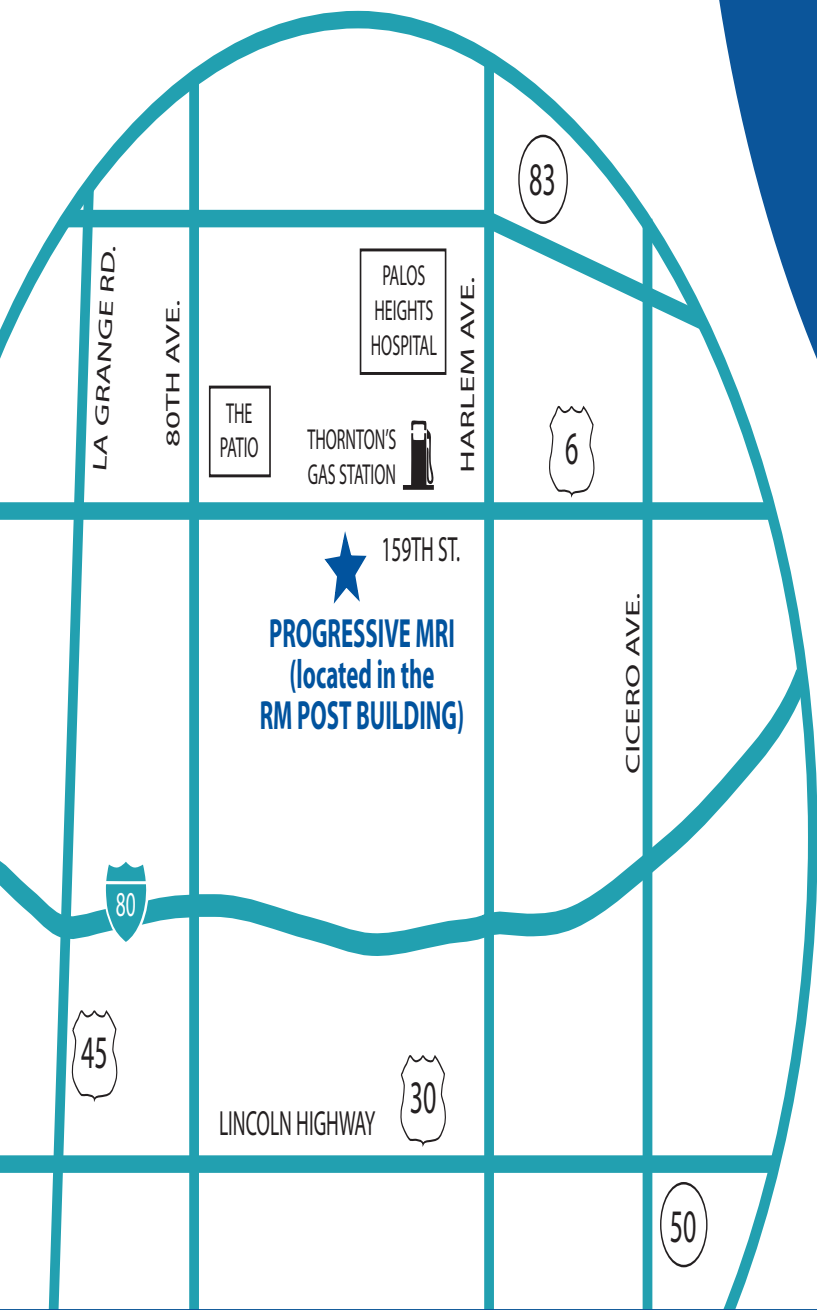 83
PALOS
HEIGHTS
HOSPITAL
LA GRANGE RD.
80TH AVE.
HARLEM AVE.
THE
PATIO
THORNTON'S
GAS STATION
6
159TH ST.
PROGRESSIVE MRI
(located in the
RM POST BUILDING)
CICERO AVE.
80
45
30
LINCOLN HIGHWAY
50